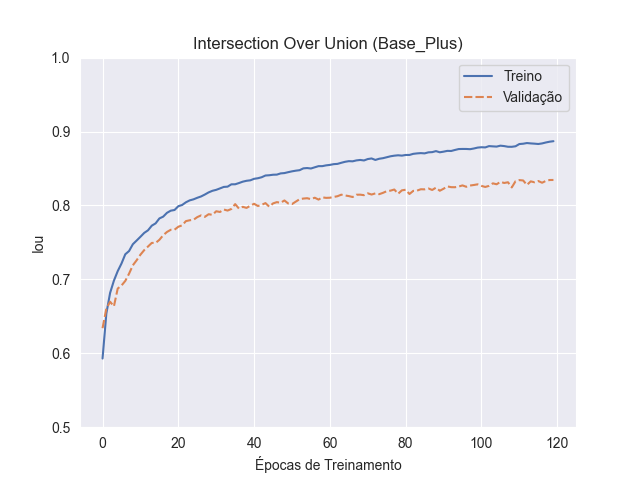 Intersection Over Union (Base_Plus)
Treino
Validação
1.0
0.9
0.8
0.7
0.6
0.5
Iou
0
20
40
60
80
100
120
Épocas de Treinamento